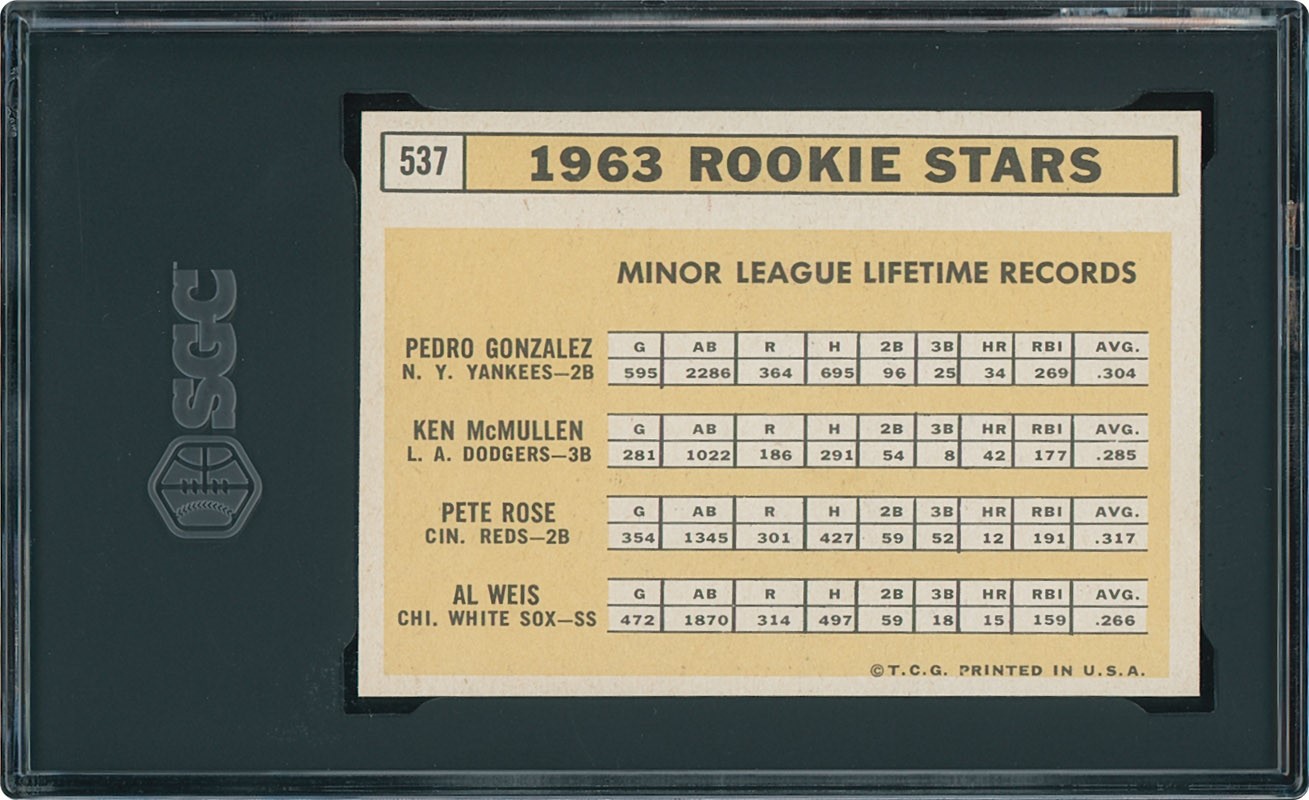 537 1963 ROOKIE STARS
MINOR LEAGUE LIFETIME RECORDS
PEDRO GONZALEZ
N. Y. YANKEES—2B
G AB R H 2B 3B HR RBI AVG.
595 2286 364 695 96 25 34 269 .304
KEN McMULLEN
L. A. DODGERS—3B
G AB R H 2B 3B HR RBI AVG.
281 1022 186 291 54 8 42 177 .285
PETE ROSE
CIN. REDS—2B
G AB R H 2B 3B HR RBI AVG.
354 1345 301 427 59 52 12 191 .317
AL WEIS
CHI. WHITE SOX—SS
G AB R H 2B 3B HR RBI AVG.
472 1870 314 497 59 18 15 159 .266
©T.C.G. PRINTED IN U.S.A.
SGC